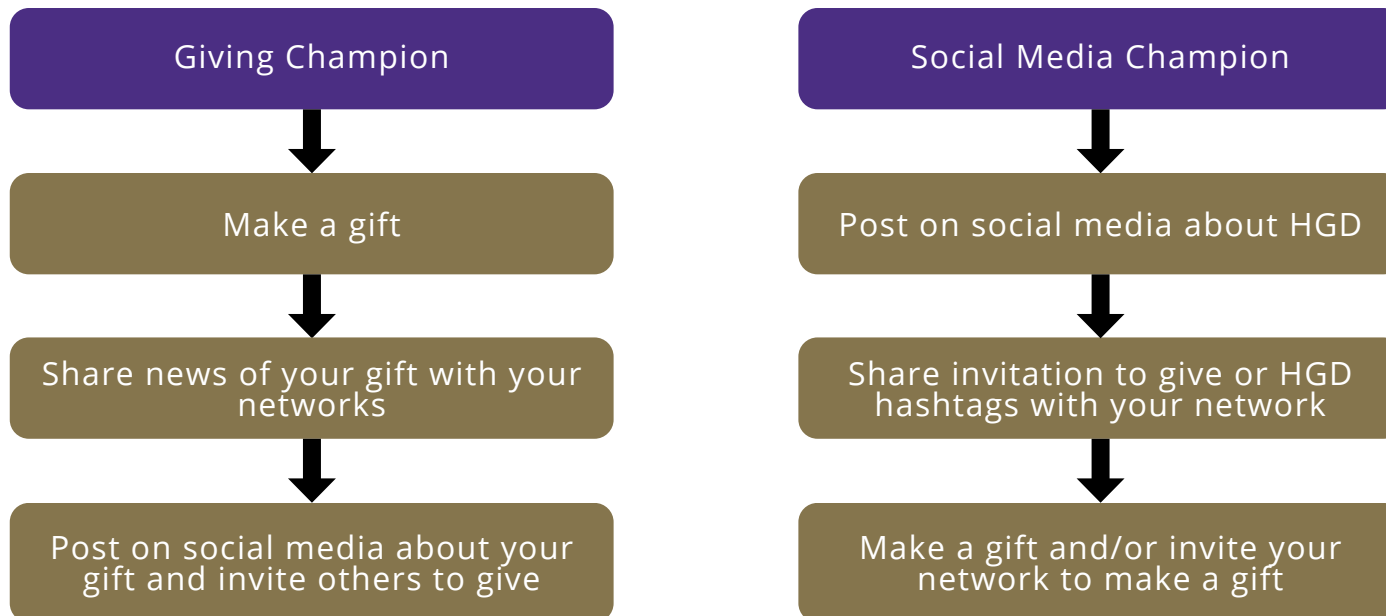 Giving Champion
Make a gift
Share news of your gift with your
networks
Post on social media about your
gift and invite others to give
Social Media Champion
Post on social media about HGD
Share invitation to give or HGD
hashtags with your network
Make a gift and/or invite your
network to make a gift